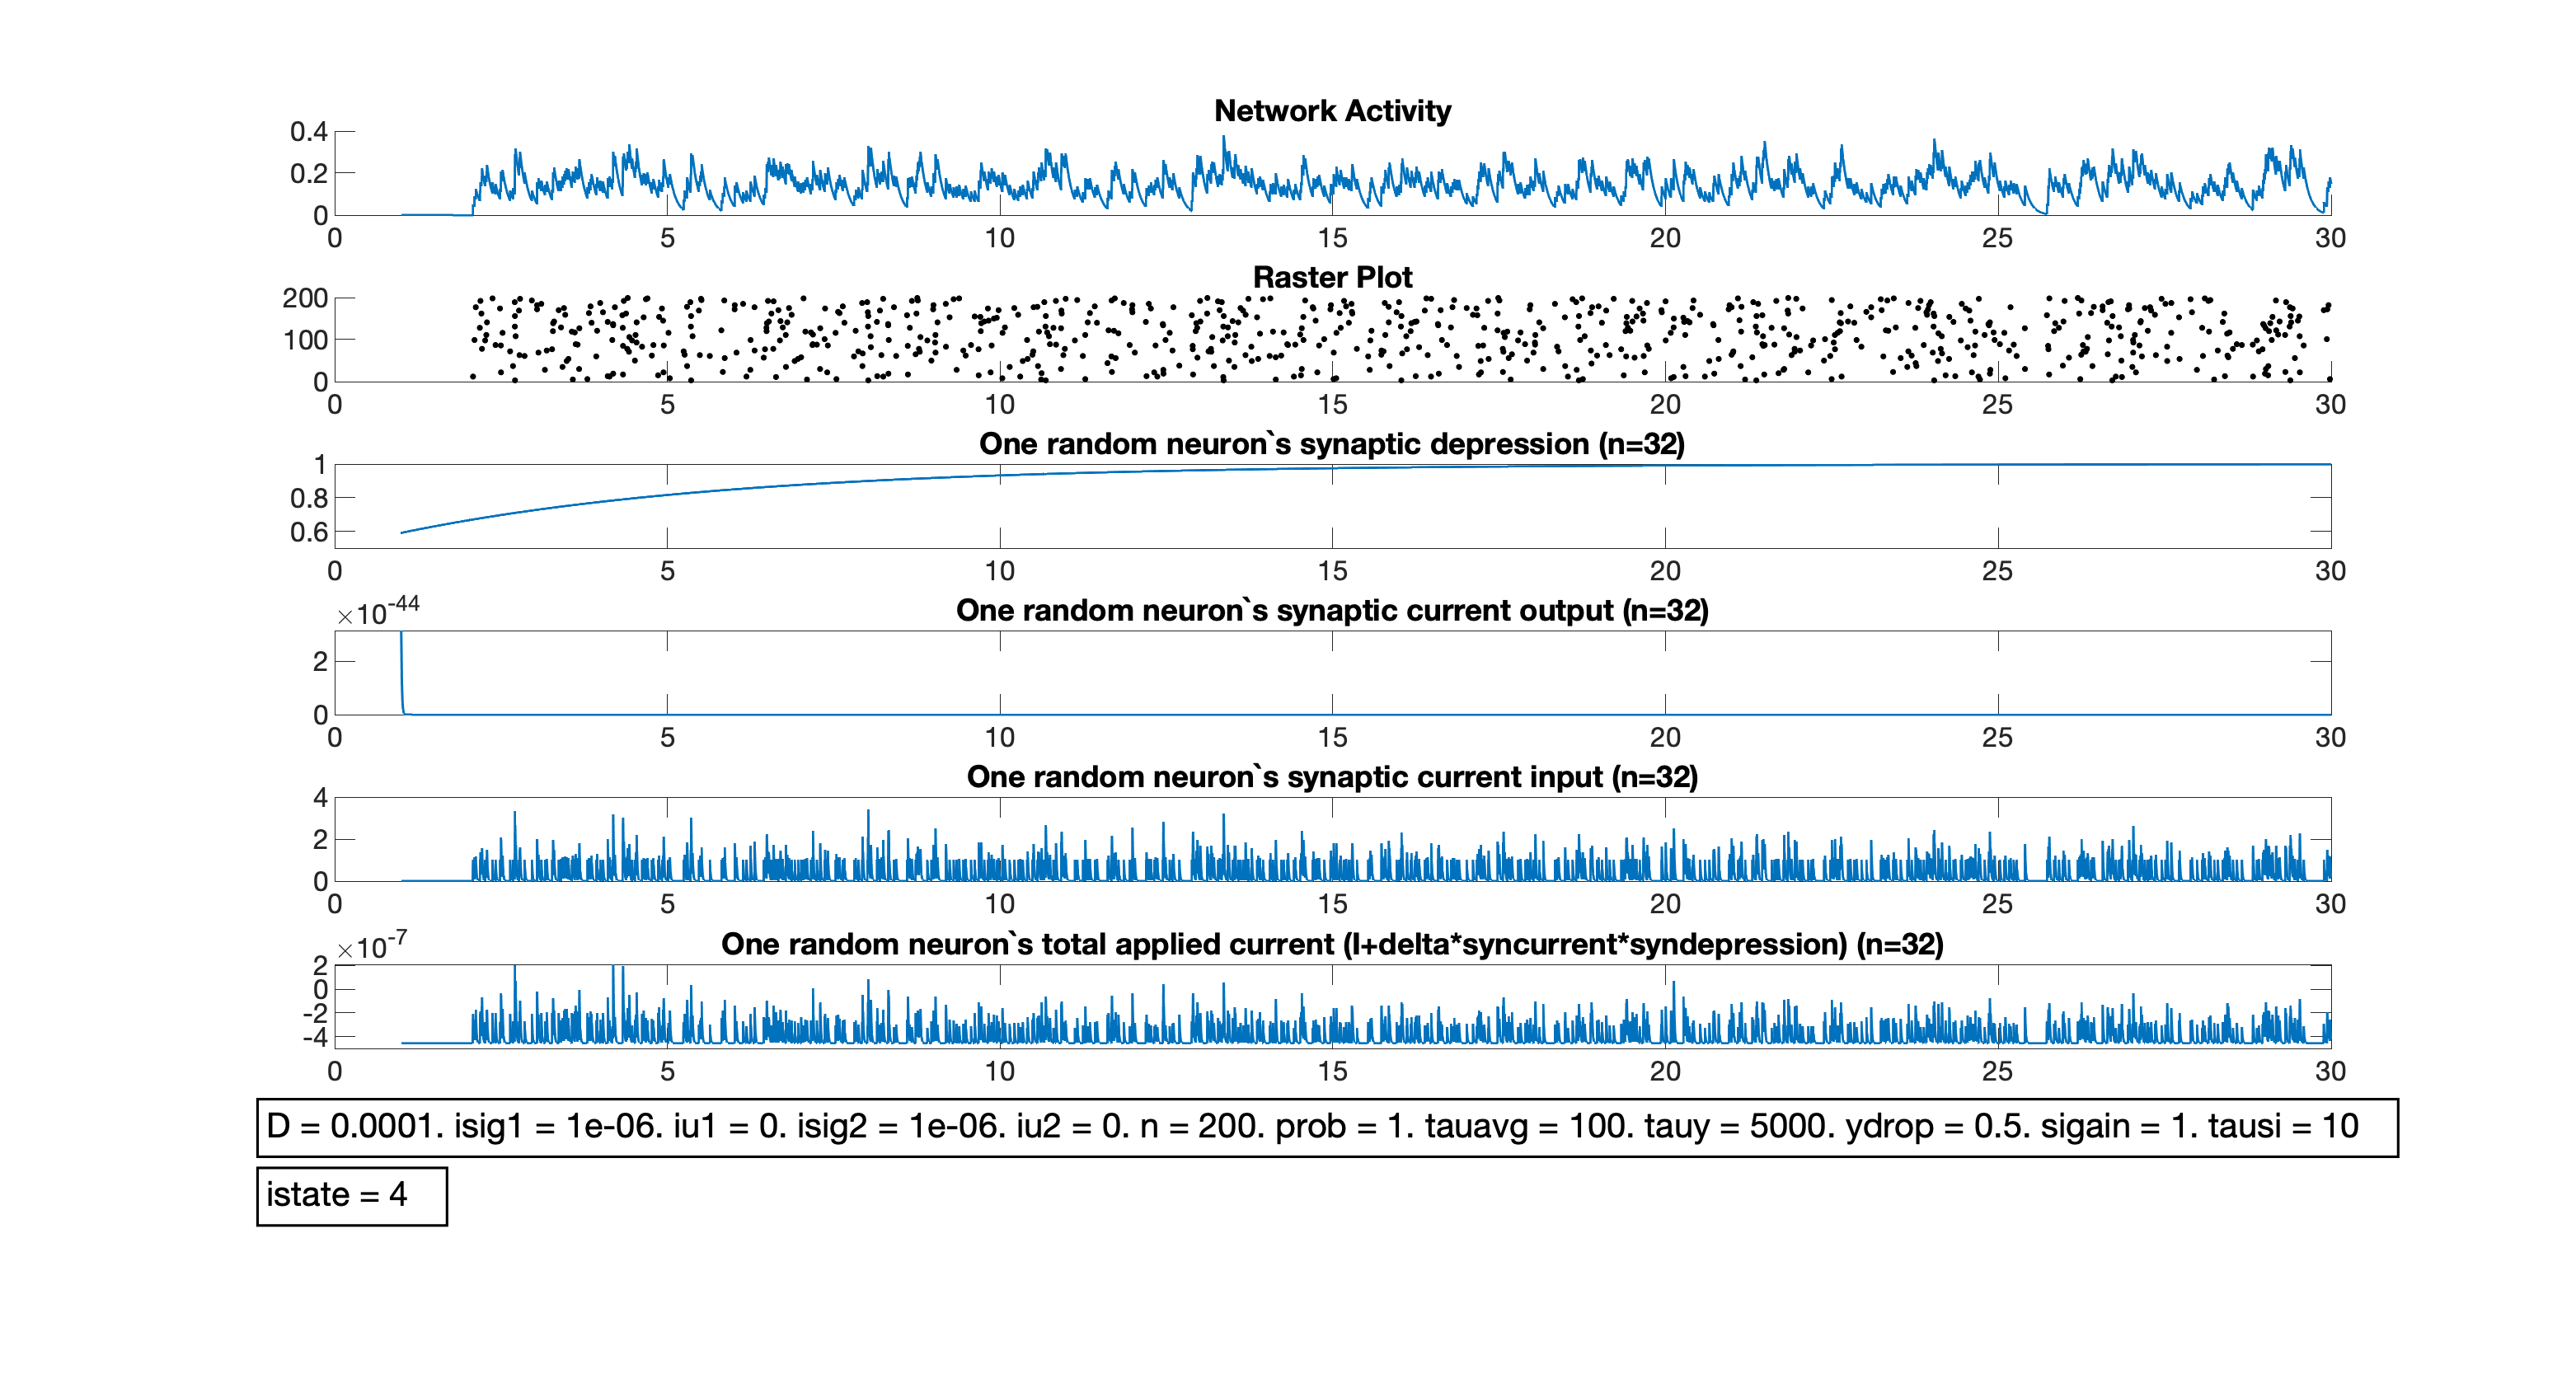 Network Activity
0.4
0.2
0
0 5 10 15 20 25 30
Raster Plot
200
100
0
0 5 10 15 20 25 30
One random neuron`s synaptic depression (n=32)
1
0.8
0.6
0 5 10 15 20 25 30
×10-44
One random neuron`s synaptic current output (n=32)
2
0
0 5 10 15 20 25 30
One random neuron`s synaptic current input (n=32)
4
2
0
0 5 10 15 20 25 30
×10-7
One random neuron`s total applied current (I+delta*syncurrent*syndepression) (n=32)
2
0
-2
-4
0 5 10 15 20 25 30
D = 0.0001. isig1 = 1e-06. iu1 = 0. isig2 = 1e-06. iu2 = 0. n = 200. prob = 1. tauavg = 100. tauy = 5000. ydrop = 0.5. sigain = 1. tausi = 10
istate = 4